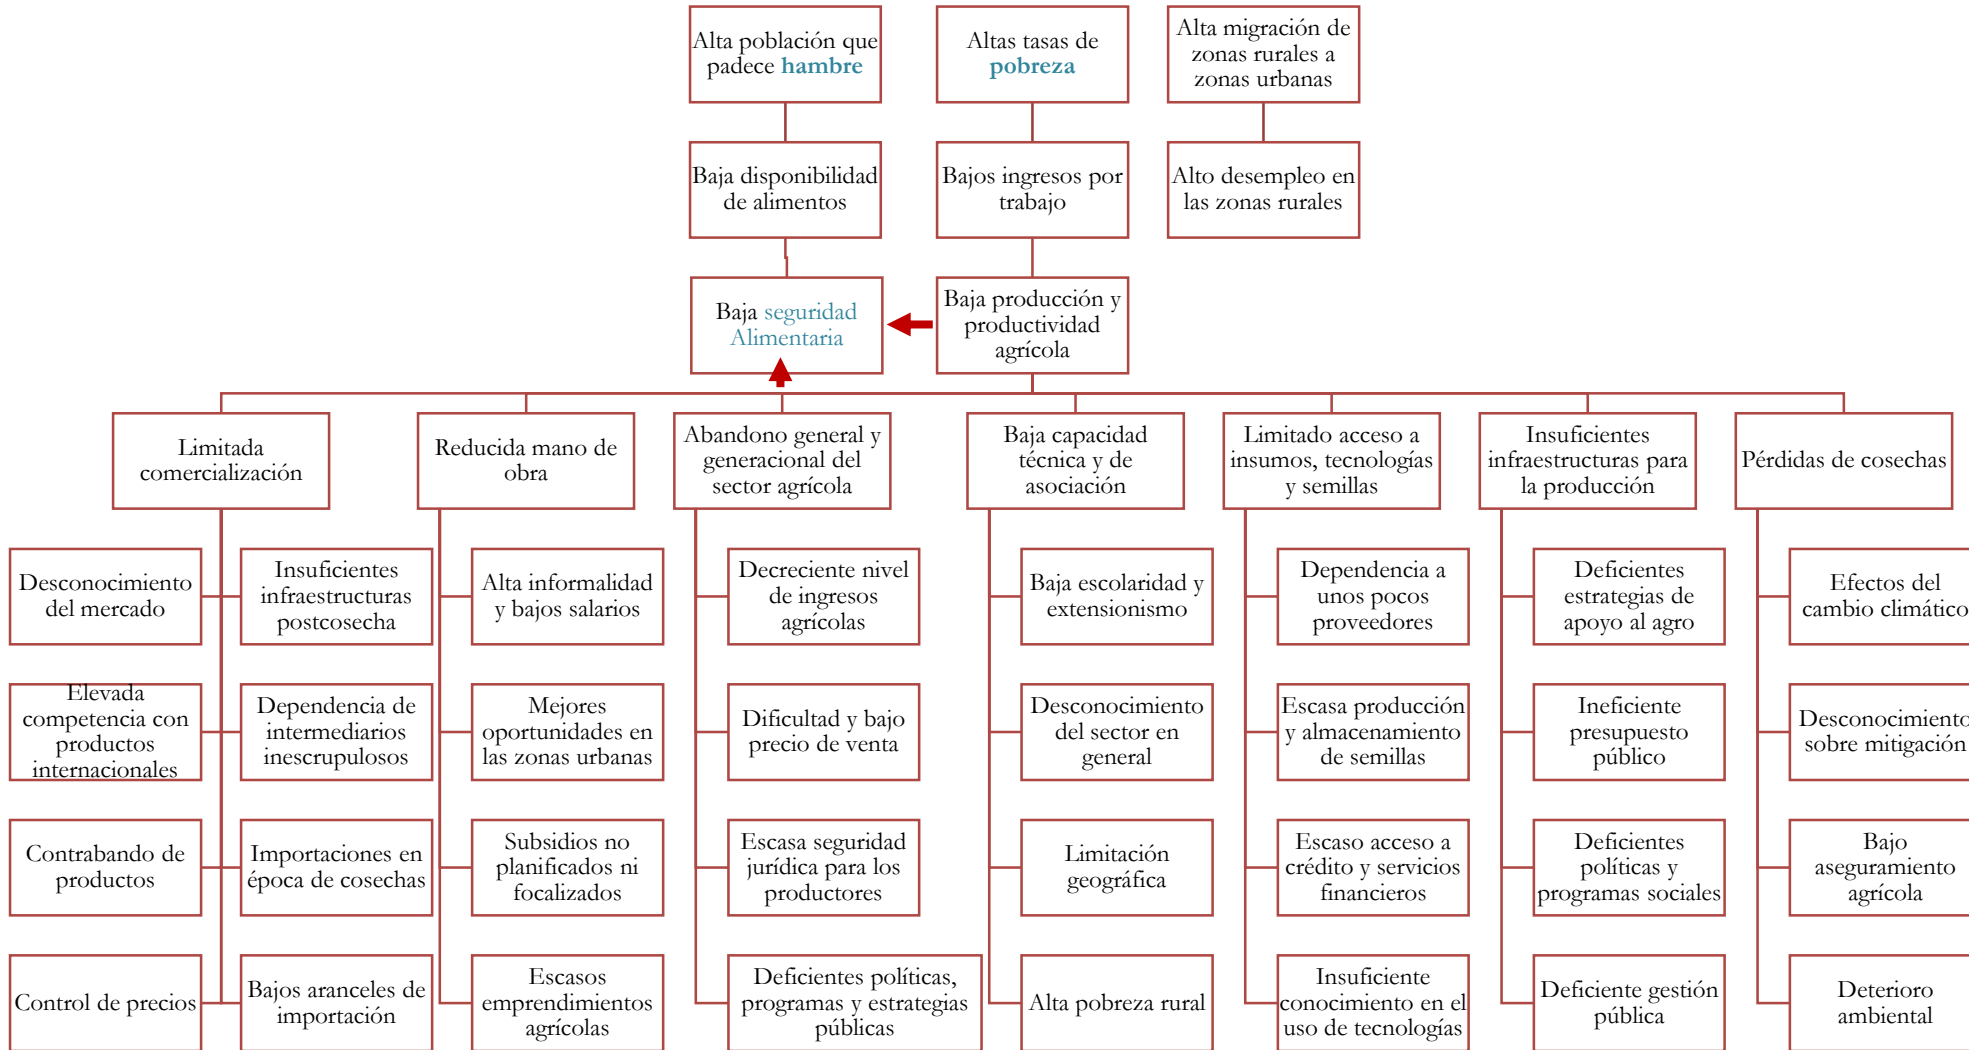 Alta población que
padece hambre
Altas tasas de
pobreza
Alta migración de
zonas rurales a
zonas urbanas
Baja disponibilidad
de alimentos
Bajos ingresos por
trabajo
Alto desempleo en
las zonas rurales
Baja seguridad
Alimentaria
Baja producción y
productividad
agrícola
Limitada
comercialización
Reducida mano de
obra
Abandono general y
generacional del
sector agrícola
Baja capacidad
técnica y de
asociación
Limitado acceso a
insumos, tecnologías
y semillas
Insuficientes
infraestructuras para
la producción
Pérdidas de cosechas
Desconocimiento
del mercado
Insuficientes
infraestructuras
postcosecha
Alta informalidad
y bajos salarios
Decreciente nivel
de ingresos
agrícolas
Baja escolaridad y
extensionismo
Dependencia a
unos pocos
proveedores
Deficientes
estrategias de
apoyo al agro
Efectos del
cambio climático
Elevada
competencia con
productos
internacionales
Dependencia de
intermediarios
inescrupulosos
Mejores
oportunidades en
las zonas urbanas
Dificultad y bajo
precio de venta
Desconocimiento
del sector en
general
Escasa producción
y almacenamiento
de semillas
Ineficiente
presupuesto
público
Desconocimiento
sobre mitigación
Contrabando de
productos
Importaciones en
época de cosechas
Subsidios no
planificados ni
focalizados
Escasa seguridad
jurídica para los
productores
Limitación
geográfica
Escaso acceso a
crédito y servicios
financieros
Deficientes
políticas y
programas sociales
Bajo
aseguramiento
agrícola
Control de precios
Bajos aranceles de
importación
Escasos
emprendimientos
agrícolas
Deficientes políticas,
programas y estrategias
públicas
Alta pobreza rural
Insuficiente
conocimiento en el
uso de tecnologías
Deficiente gestión
pública
Deterioro
ambiental